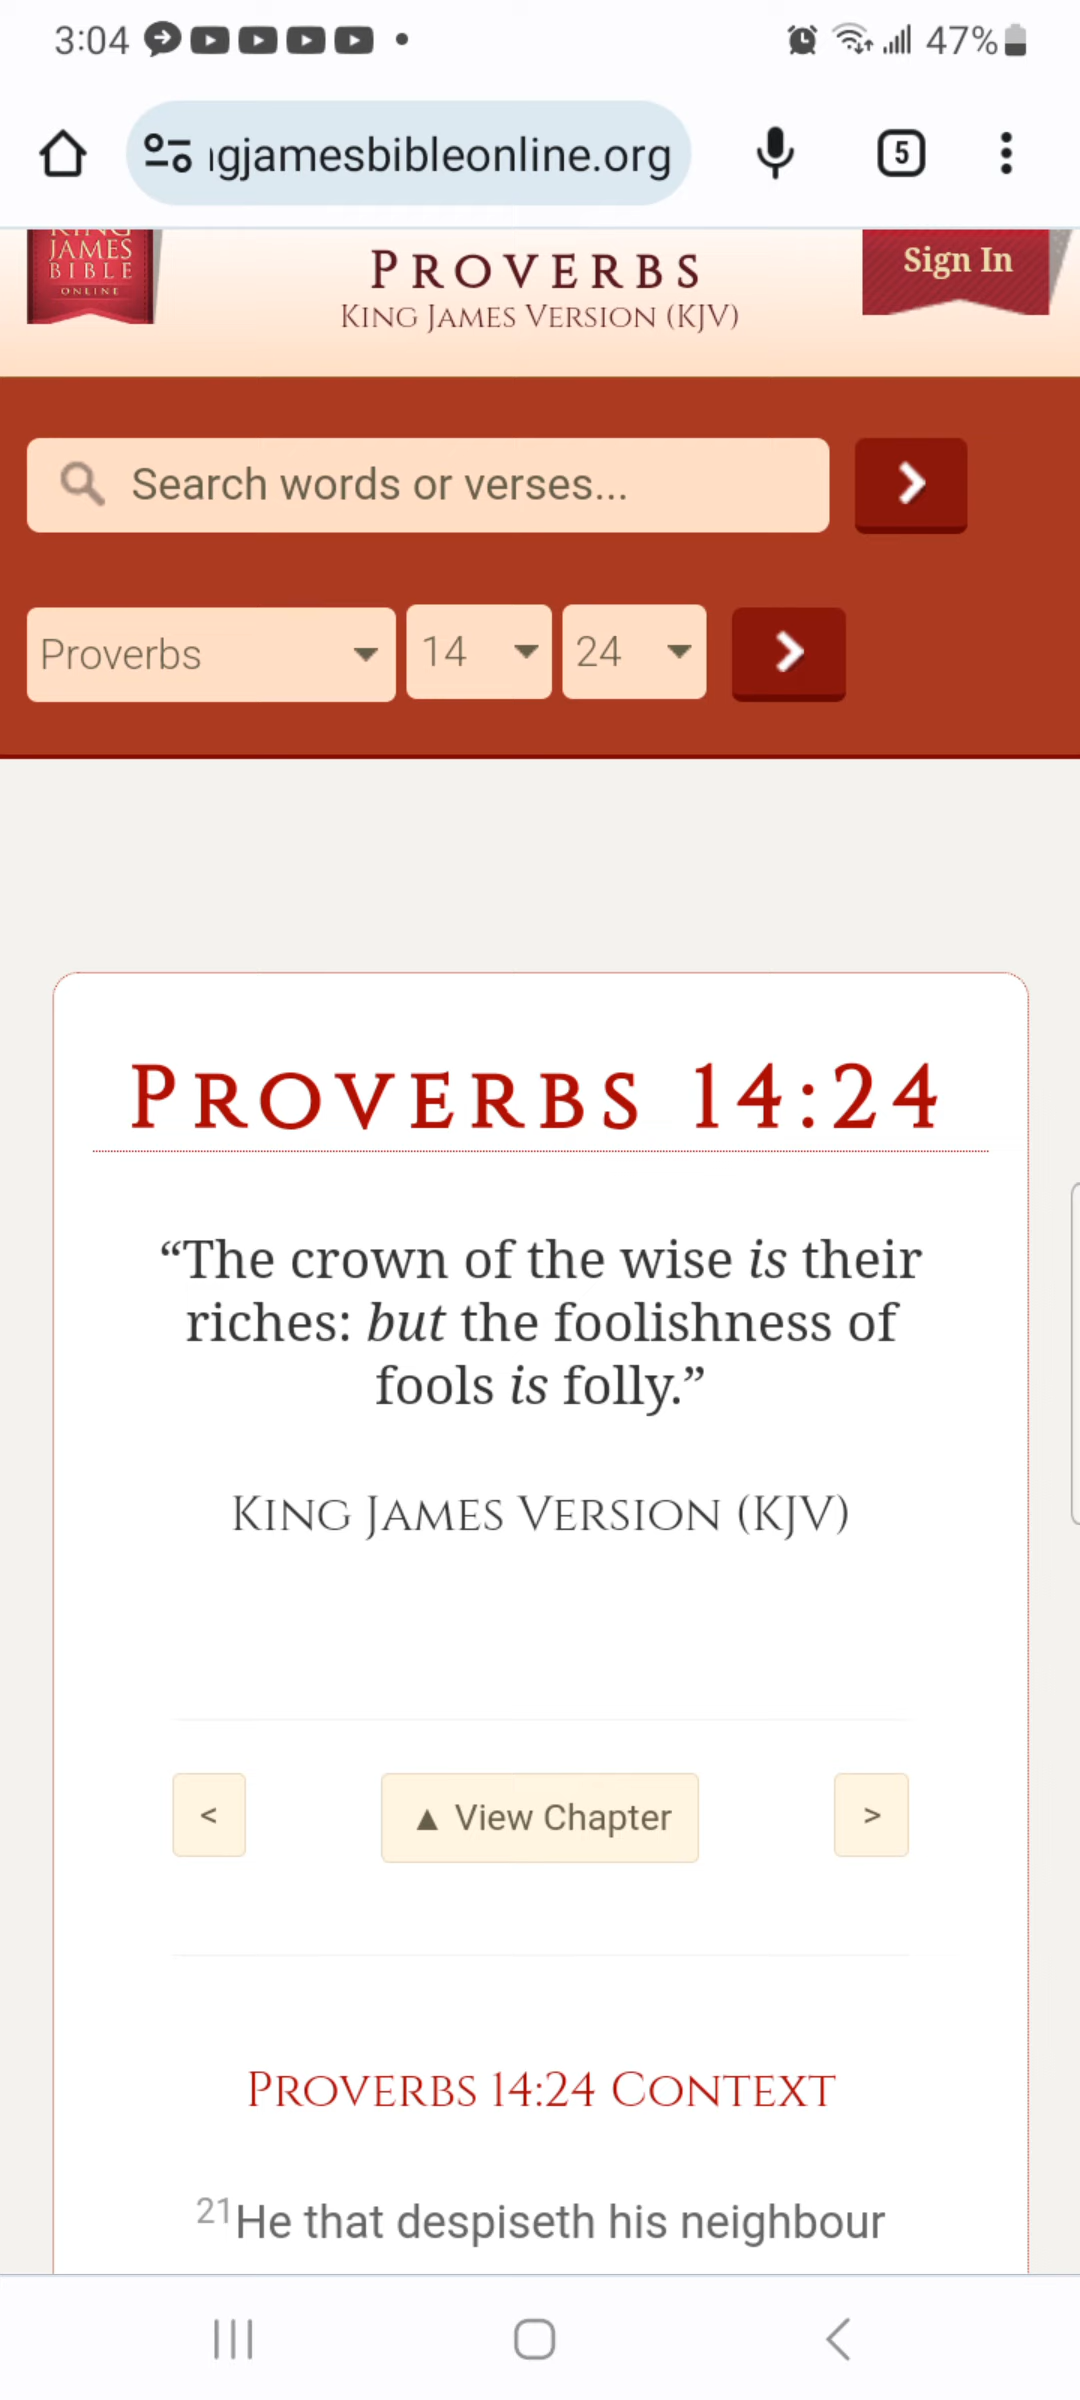 3:04
47%
ngjamesbibleonline.org
5
KING
JAMES
BIBLE
ONLINE
PROVERBS
KING JAMES VERSION (KJV)
Sign In
Search words or verses...
Proverbs
14
24
PROVERBS 14:24
“The crown of the wise is their
riches: but the foolishness of
fools is folly.”
KING JAMES VERSION (KJV)
<
▲ View Chapter
>
PROVERBS 14:24 CONTEXT
21He that despiseth his neighbour